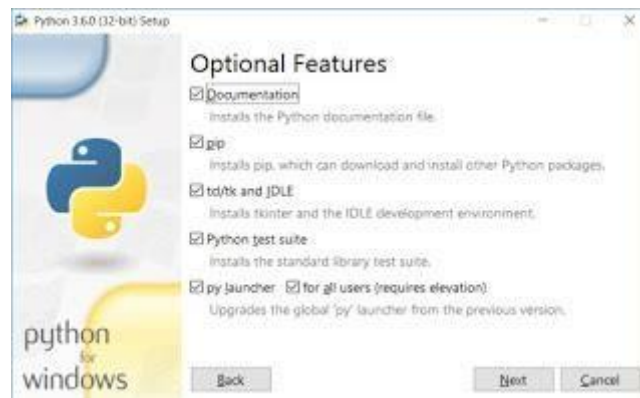 Python 3.6.0 (32-bit) Setup
Optional Features
Documentation
Installs the Python documentation file.
pip
Installs pip, which can download and install other Python packages.
tcl/tk and IDLE
Installs tkinter and the IDLE development environment.
Python test suite
Installs the standard library test suite.
py launcher for all users (requires elevation)
Upgrades the global 'py' launcher from the previous version.
python
for
windows
Back Next Cancel